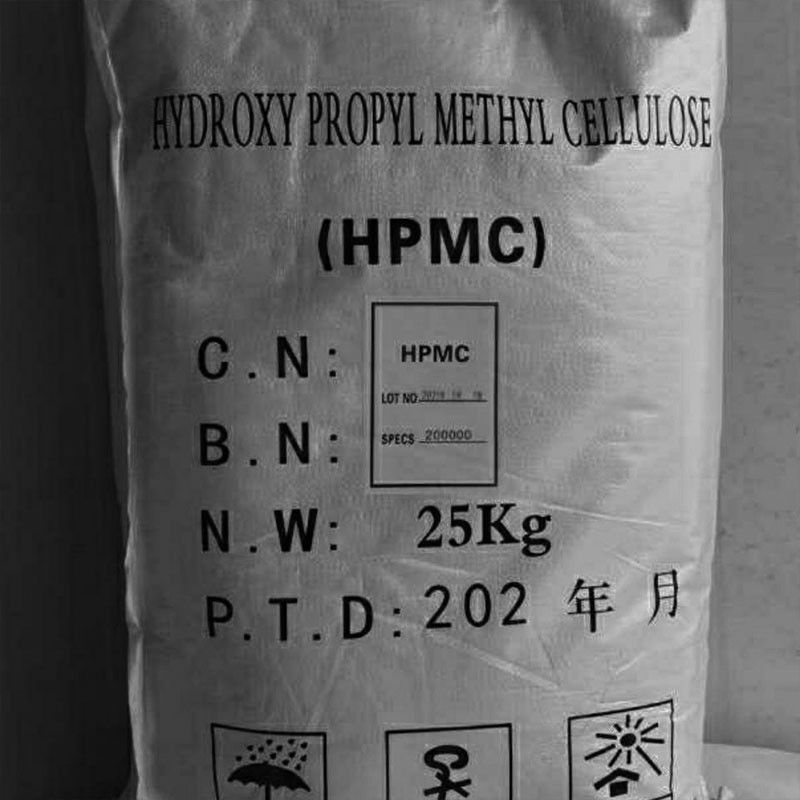 HYDROXY PROPYL METHYL CELLULOSE
(HPMC)
C.N:
HPMC
LOT NO
B.N:
SPECS 200000
N.W: 25Kg
P.T.D: 202 年 月